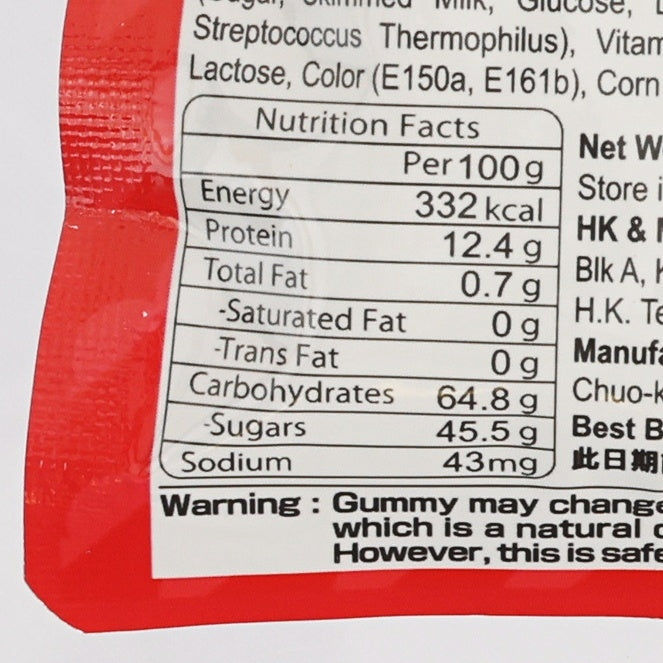 Milk, Glucose,
Streptococcus Thermophilus), Vitam
Lactose, Color (E150a, E161b), Corn
Nutrition Facts
Per 100 g
Energy 332 kcal
Protein 12.4 g
Total Fat 0.7 g
-Saturated Fat 0 g
-Trans Fat 0 g
Carbohydrates 64.8 g
-Sugars 45.5 g
Sodium 43mg
Net W
Store i
HK &
Blk A,
H.K. Te
Manufa
Chuo-k
Best B
此日期
Warning : Gummy may change
which is a natural
However, this is safe